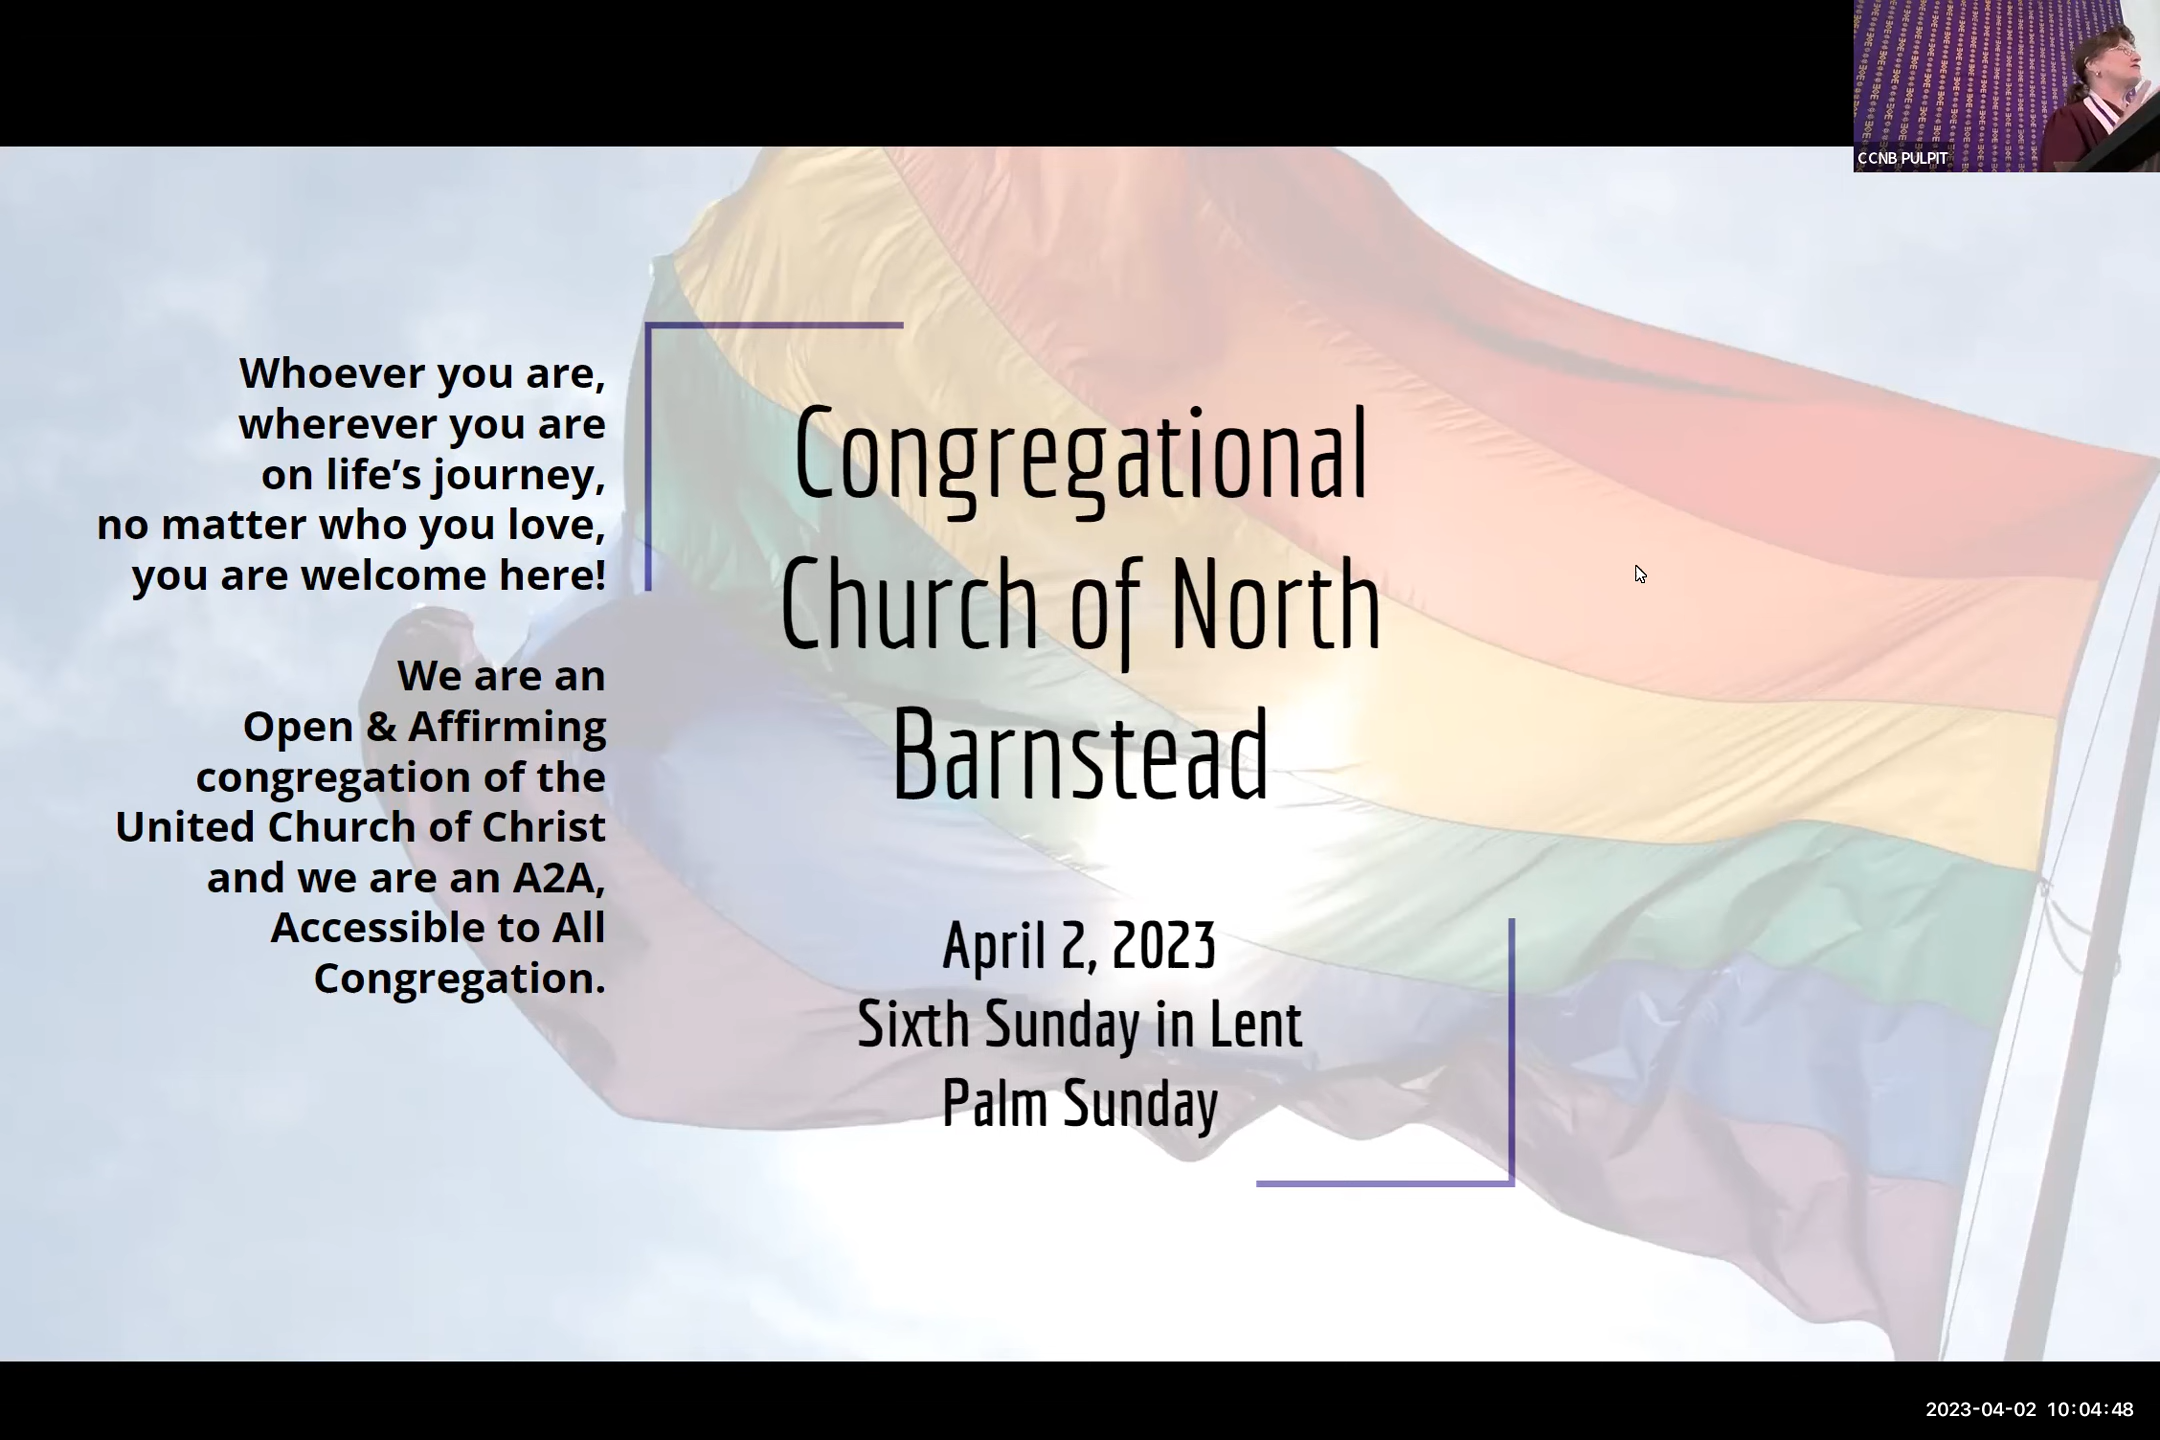 CCNB PULPIT
Whoever you are,
wherever you are
on life’s journey,
no matter who you love,
you are welcome here!
We are an
Open & Affirming
congregation of the
United Church of Christ
and we are an A2A,
Accessible to All
Congregation.
Congregational
Church of North
Barnstead
April 2, 2023
Sixth Sunday in Lent
Palm Sunday
2023-04-02 10:04:48